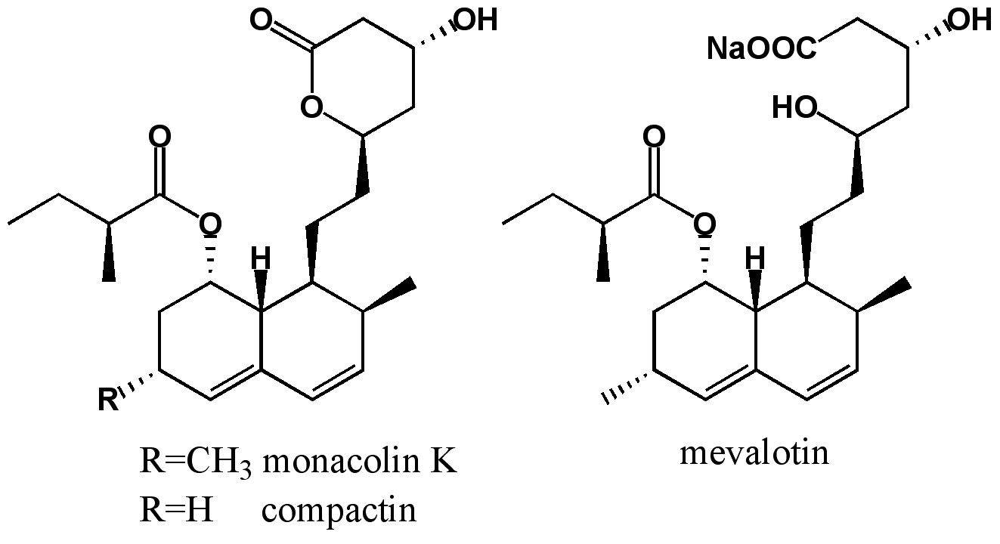 O
OH
O
O
O
H
R
R=CH₃ monacolin K
R=H compactin
OH
NaOOC
HO
O
O
H
mevalotin